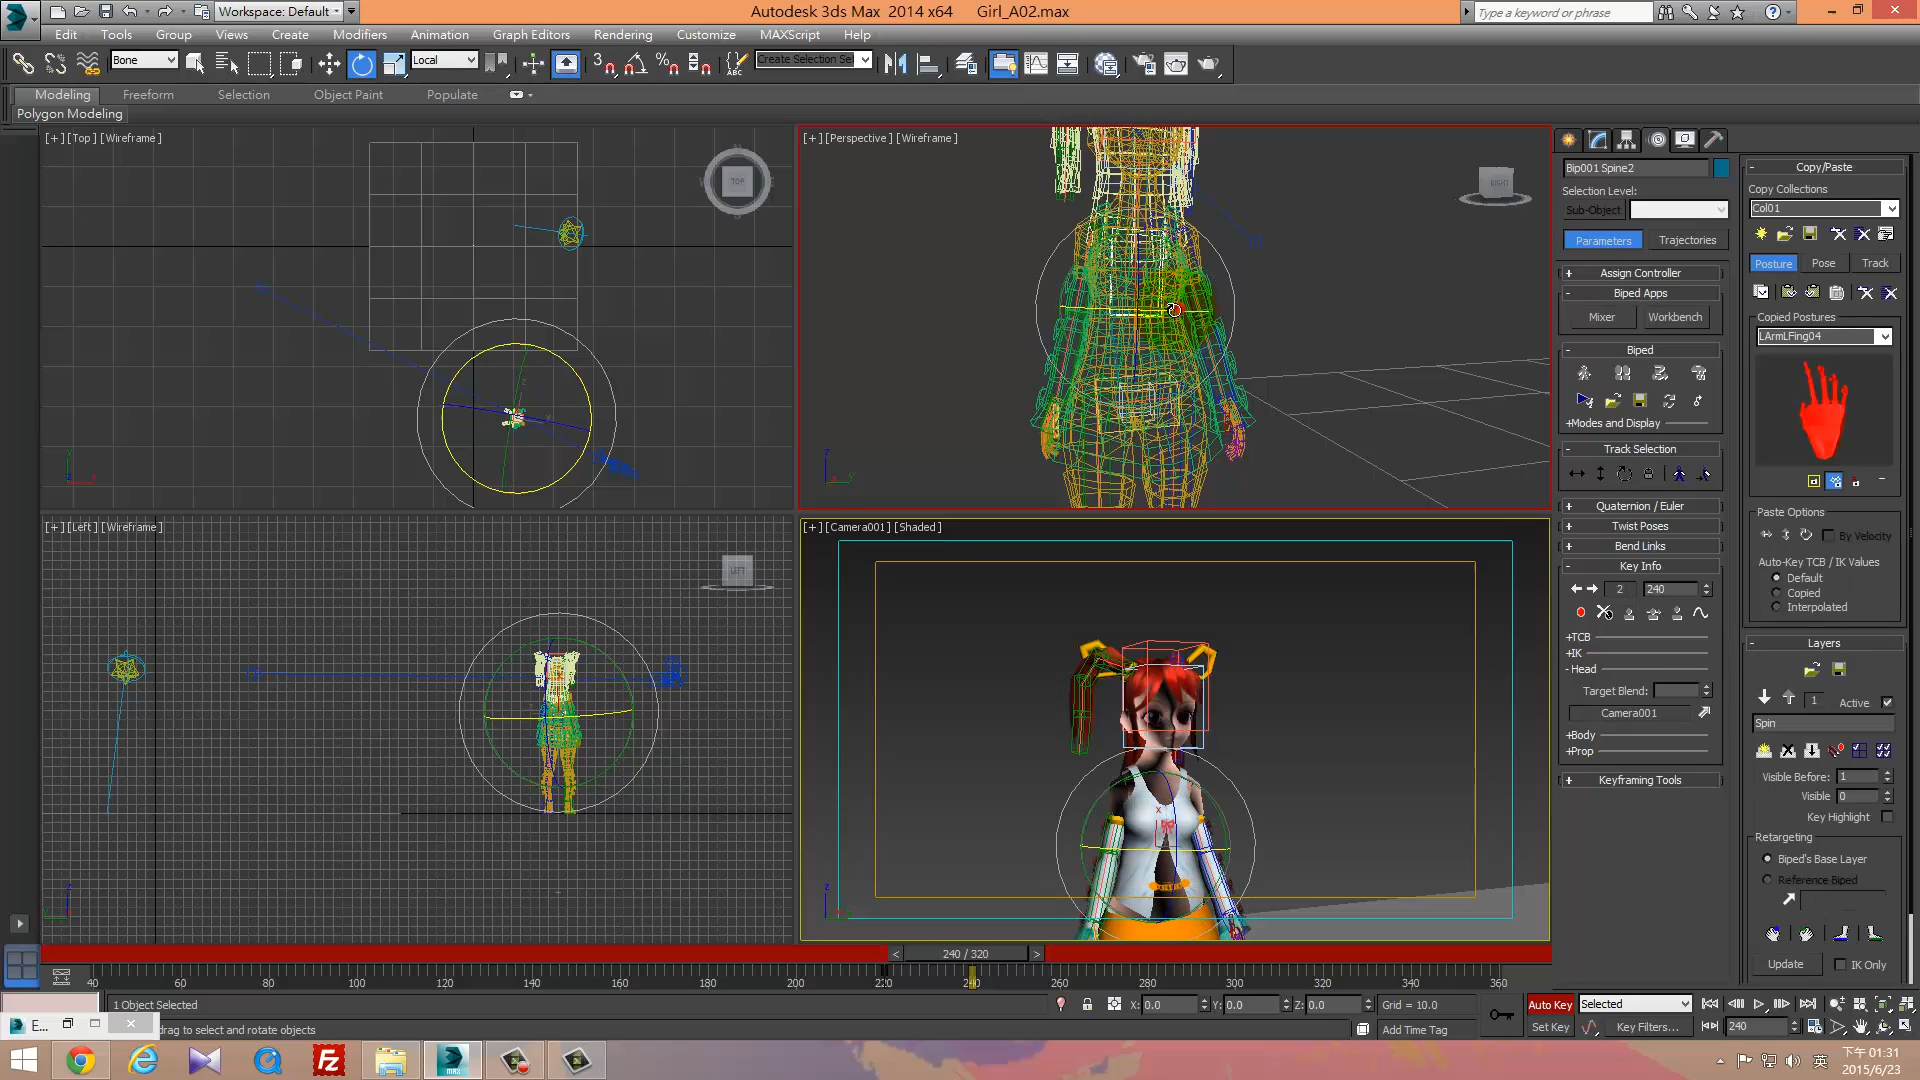 Workspace: Default
Autodesk 3ds Max 2014 x64 Girl_A02.max
Type a keyword or phrase
Edit Tools Group Views Create Modifiers Animation Graph Editors Rendering Customize MAXScript Help
Bone
Local
Create Selection Set
Modeling Freeform Selection Object Paint Populate
Polygon Modeling
[+][Top][Wireframe]
TOP
[+][Perspective][Wireframe]
RIGHT
[+][Left][Wireframe]
LEFT
[+][Camera001][Shaded]
Bip001 Spine2
Selection Level:
Sub-Object
Parameters Trajectories
+ Assign Controller
- Biped Apps
Mixer Workbench
- Biped
+Modes and Display
- Track Selection
+ Quaternion / Euler
+ Twist Poses
+ Bend Links
- Key Info
2 240
+TCB
+IK
- Head
Target Blend:
Camera001
+Body
+Prop
+ Keyframing Tools
- Copy/Paste
Copy Collections
Col01
Posture Pose Track
Copied Postures
LArmLFing04
Paste Options
By Velocity
Auto-Key TCB / IK Values
Default
Copied
Interpolated
- Layers
1 Active
Spin
Visible Before: 1
Visible 0
Key Highlight
Retargeting
Biped's Base Layer
Reference Biped
Update IK Only
< 240 / 320 >
40 60 80 100 120 140 160 180 200 220 240 260 280 300 320 340 360
1 Object Selected
X: 0.0 Y: 0.0 Z: 0.0 Grid = 10.0
Auto Key Selected
E...
drag to select and rotate objects
Add Time Tag
Set Key Key Filters... 240
MAX
英
下午 01:31
2015/6/23